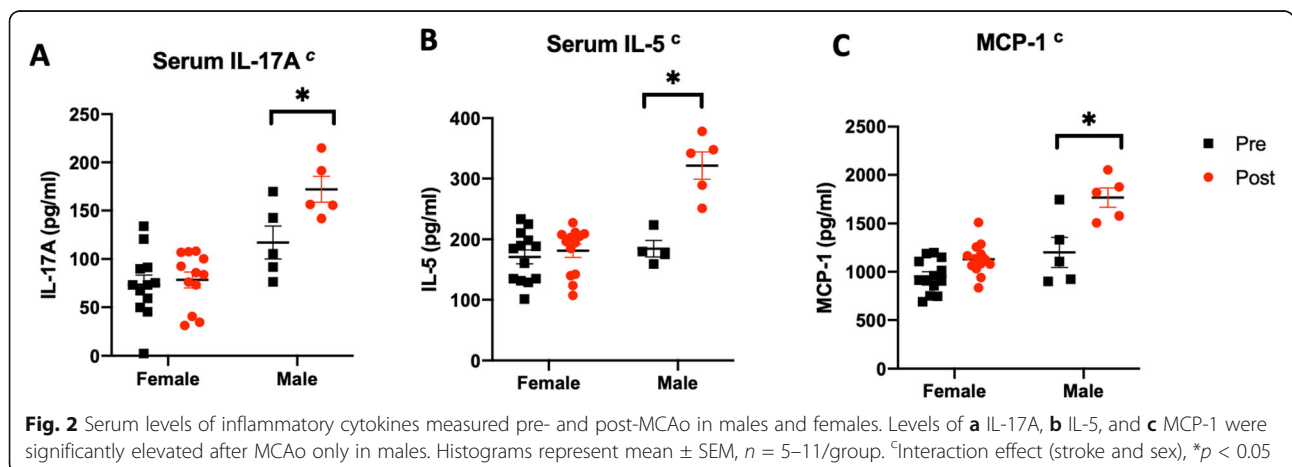 A
Serum IL-17A c
*
IL-17A (pg/ml)
250
200
150
100
50
0
Female Male
B
Serum IL-5 c
*
IL-5 (pg/ml)
400
300
200
100
0
Female Male
C
MCP-1 c
*
MCP-1 (pg/ml)
2500
2000
1500
1000
500
0
Female Male
Pre
Post
Fig. 2 Serum levels of inflammatory cytokines measured pre- and post-MCAo in males and females. Levels of a IL-17A, b IL-5, and c MCP-1 were
significantly elevated after MCAo only in males. Histograms represent mean ± SEM, n = 5–11/group. cInteraction effect (stroke and sex), *p < 0.05